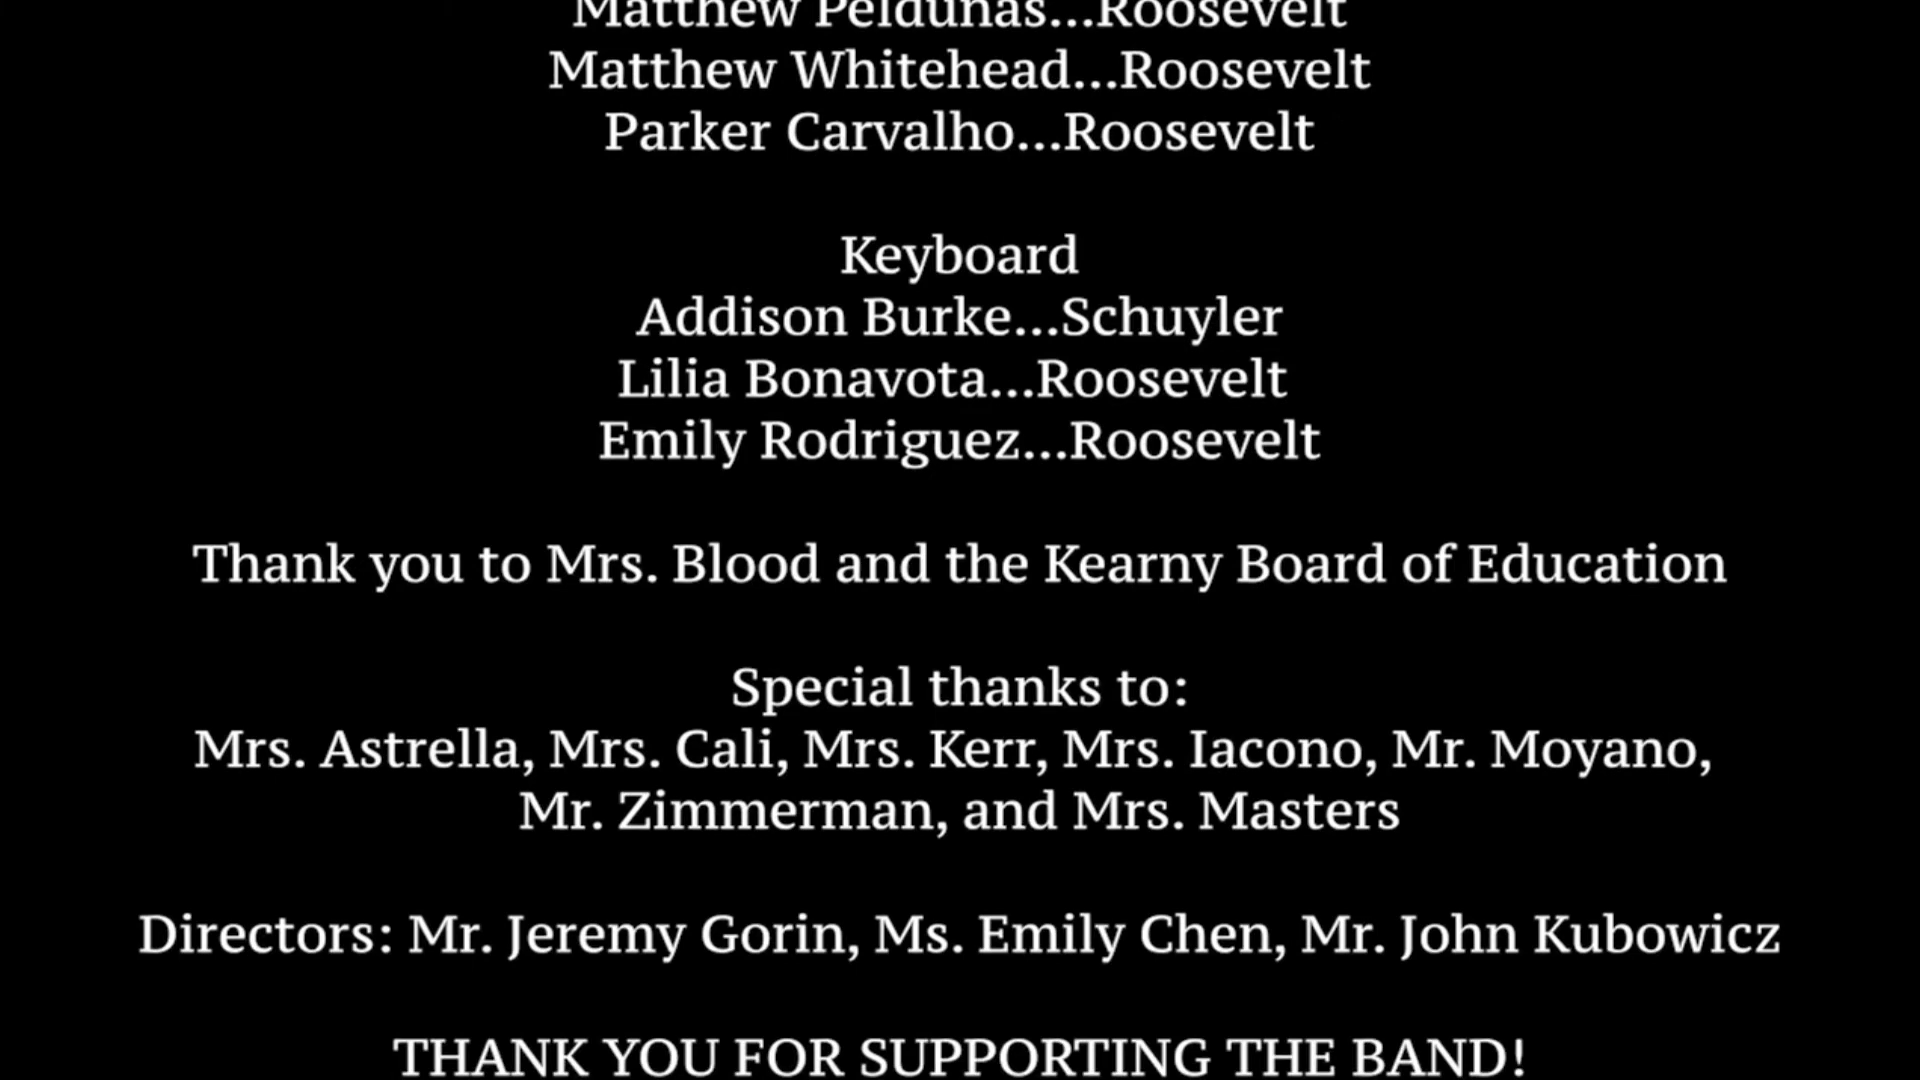 Matthew Peldunas...Roosevelt
Matthew Whitehead...Roosevelt
Parker Carvalho...Roosevelt
Keyboard
Addison Burke...Schuyler
Lilia Bonavota...Roosevelt
Emily Rodriguez...Roosevelt
Thank you to Mrs. Blood and the Kearny Board of Education
Special thanks to:
Mrs. Astrella, Mrs. Cali, Mrs. Kerr, Mrs. Iacono, Mr. Moyano,
Mr. Zimmerman, and Mrs. Masters
Directors: Mr. Jeremy Gorin, Ms. Emily Chen, Mr. John Kubowicz
THANK YOU FOR SUPPORTING THE BAND!